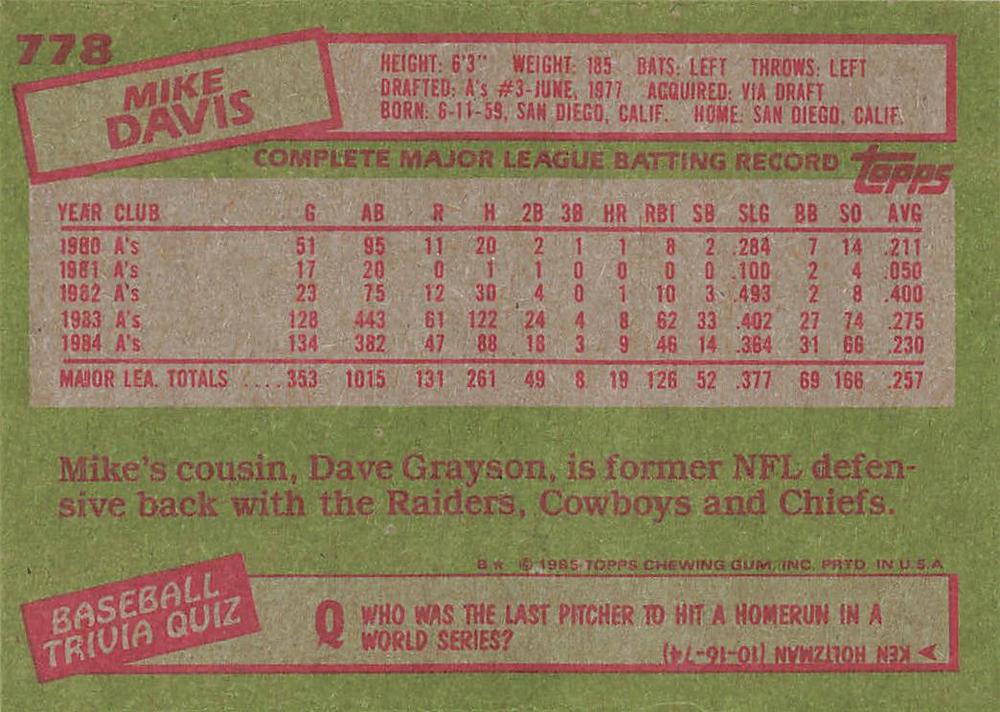 778
MIKE
DAVIS
HEIGHT: 6'3" WEIGHT: 185 BATS: LEFT THROWS: LEFT
DRAFTED: A's #3-JUNE, 1977 ACQUIRED: VIA DRAFT
BORN: 6-11-59, SAN DIEGO, CALIF. HOME: SAN DIEGO, CALIF.
COMPLETE MAJOR LEAGUE BATTING RECORD topps
YEAR CLUB G AB R H 2B 3B HR RBI SB SLG BB SO AVG
1980 A's 51 95 11 20 2 1 1 8 2 .284 7 14 .211
1981 A's 17 20 0 1 1 0 0 0 0 .100 2 4 .050
1982 A's 23 75 12 30 4 0 1 10 3 .493 2 8 .400
1983 A's 128 443 61 122 24 4 8 62 33 .402 27 74 .275
1984 A's 134 382 47 88 18 3 9 46 14 .364 31 66 .230
MAJOR LEA. TOTALS ....353 1015 131 261 49 8 19 126 52 .377 69 166 .257
Mike's cousin, Dave Grayson, is former NFL defen-
sive back with the Raiders, Cowboys and Chiefs.
B★ © 1985 TOPPS CHEWING GUM, INC. PRTD. IN U.S.A
BASEBALL
TRIVIA QUIZ
Q WHO WAS THE LAST PITCHER TO HIT A HOMERUN IN A
WORLD SERIES?
KEN HOLTZMAN (10-16-74)